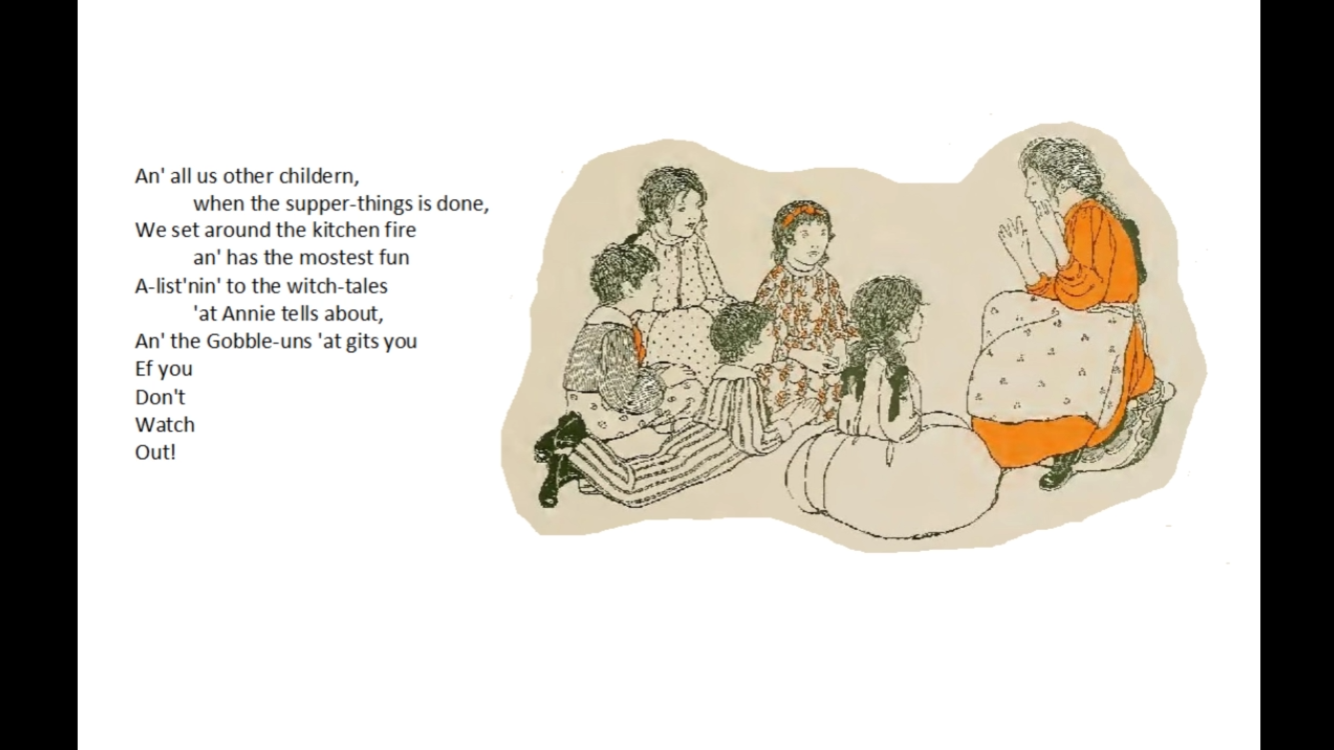 An' all us other childern,
when the supper-things is done,
We set around the kitchen fire
an' has the mostest fun
A-list'nin' to the witch-tales
'at Annie tells about,
An' the Gobble-uns 'at gits you
Ef you
Don't
Watch
Out!